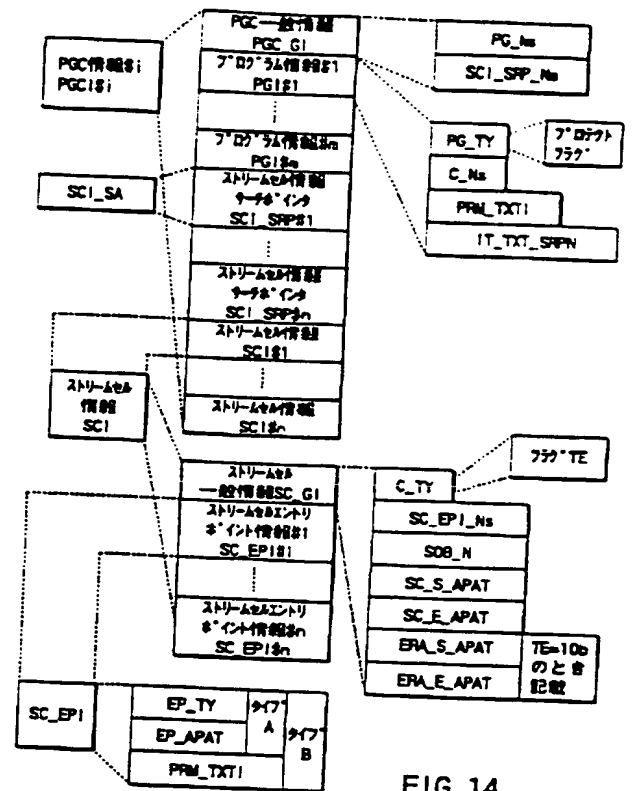 PGC一般情報
PGC_GI
プログラム情報#1
PGI#1
プログラム情報#m
PGI#m
ストリームセル情報
サーチポインタ
SCI_SRP#1
ストリームセル情報
サーチポインタ
SCI_SRP#n
ストリームセル情報
SCI#1
ストリームセル情報
SCI#n
PGC情報#i
PGCI#i
SCI_SA
PG_Ns
SCI_SRP_Ns
PG_TY
プロテクト
フラグ
C_Ns
PRM_TXTI
IT_TXT_SRPN
ストリームセル
情報
SCI
ストリームセル
一般情報SC_GI
ストリームセルエントリ
ポイント情報#1
SC_EPI#1
ストリームセルエントリ
ポイント情報#n
SC_EPI#n
フラグTE
C_TY
SC_EPI_Ns
SOB_N
SC_S_APAT
SC_E_APAT
ERA_S_APAT
ERA_E_APAT
TE=10b
のとき
記載
SC_EPI
EP_TY
EP_APAT
PRM_TXTI
タイプ
A
タイプ
B
FIG. 14